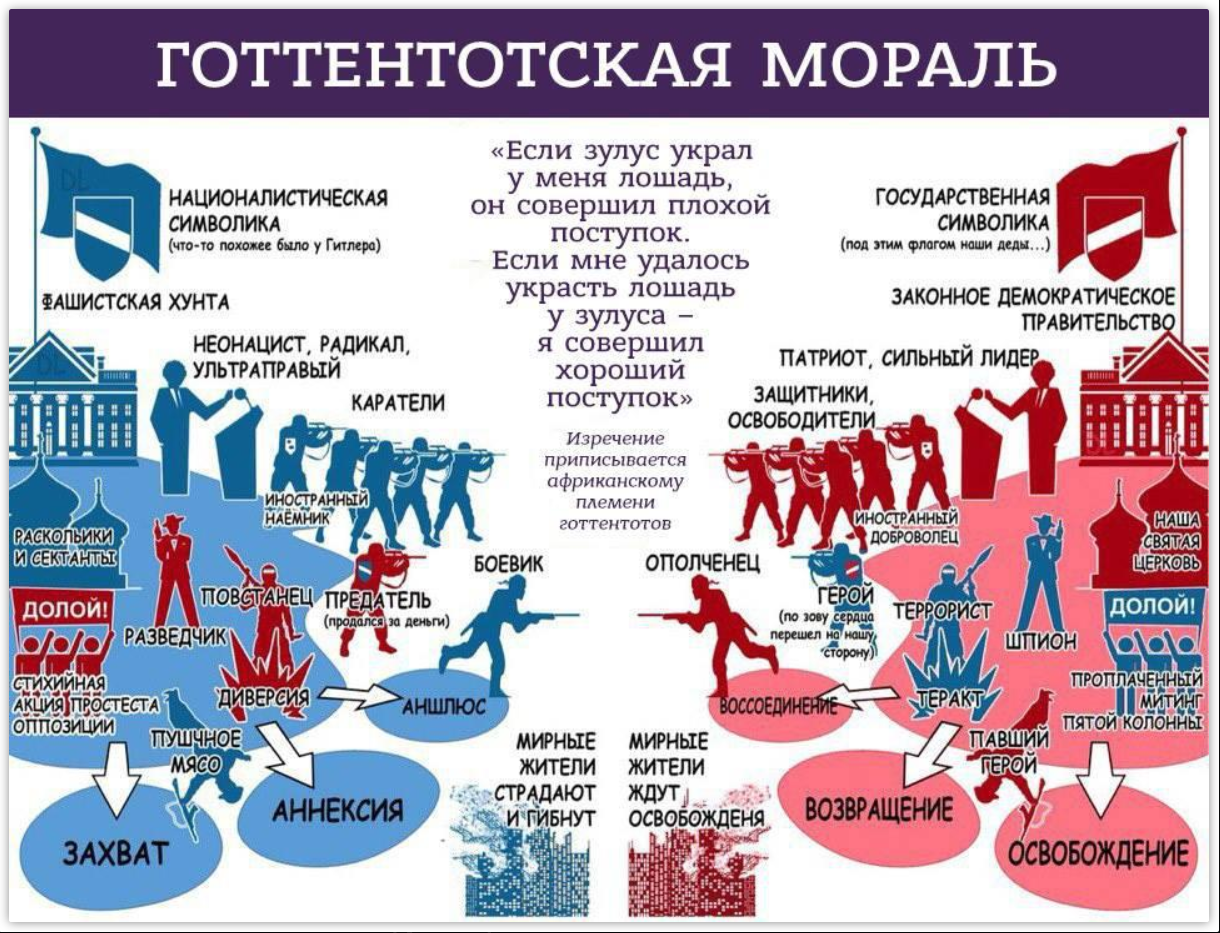 ГОТТЕНТОТСКАЯ МОРАЛЬ
«Если зулус украл
у меня лошадь,
он совершил плохой
поступок.
Если мне удалось
украсть лошадь
у зулуса –
я совершил
хороший
поступок»
Изречение
приписывается
африканскому
племени
готтентотов
DL
НАЦИОНАЛИСТИЧЕСКАЯ
СИМВОЛИКА
(что-то похожее было у Гитлера)
ФАШИСТСКАЯ ХУНТА
DL
НЕОНАЦИСТ, РАДИКАЛ,
УЛЬТРАПРАВЫЙ
КАРАТЕЛИ
ИНОСТРАННЫЙ
НАЁМНИК
РАСКОЛЬИКИ
И СЕКТАНТЫ
ДОЛОЙ!
РАЗВЕДЧИК
ПОВСТАНЕЦ
ПРЕДАТЕЛЬ
(продался за деньги)
БОЕВИК
СТИХИЙНАЯ
АКЦИЯ ПРОСТЕСТА
ОППОЗИЦИИ
ДИВЕРСИЯ
АНШЛЮС
ПУШЧНОЕ
МЯСО
ЗАХВАТ
АННЕКСИЯ
МИРНЫЕ
ЖИТЕЛИ
СТРАДАЮТ
И ГИБНУТ
ГОСУДАРСТВЕННАЯ
СИМВОЛИКА
(под этим флагом наши деды...)
ЗАКОННОЕ ДЕМОКРАТИЧЕСКОЕ
ПРАВИТЕЛЬСТВО
ПАТРИОТ, СИЛЬНЫЙ ЛИДЕР
ЗАЩИТНИКИ,
ОСВОБОДИТЕЛИ
ИНОСТРАННЫЙ
ДОБРОВОЛЕЦ
НАША
СВЯТАЯ
ЦЕРКОВЬ
ДОЛОЙ!
ОПОЛЧЕНЕЦ
ГЕРОЙ
(по зову сердца
перешел на нашу
сторону)
ТЕРРОРИСТ
ШПИОН
ПРОПЛАЧЕННЫЙ
МИТИНГ
ПЯТОЙ КОЛОННЫ
ВОССОЕДИНЕНИЕ
ТЕРАКТ
ПАВШИЙ
ГЕРОЙ
МИРНЫЕ
ЖИТЕЛИ
ЖДУТ
ОСВОБОЖДЕНЯ
ВОЗВРАЩЕНИЕ
ОСВОБОЖДЕНИЕ